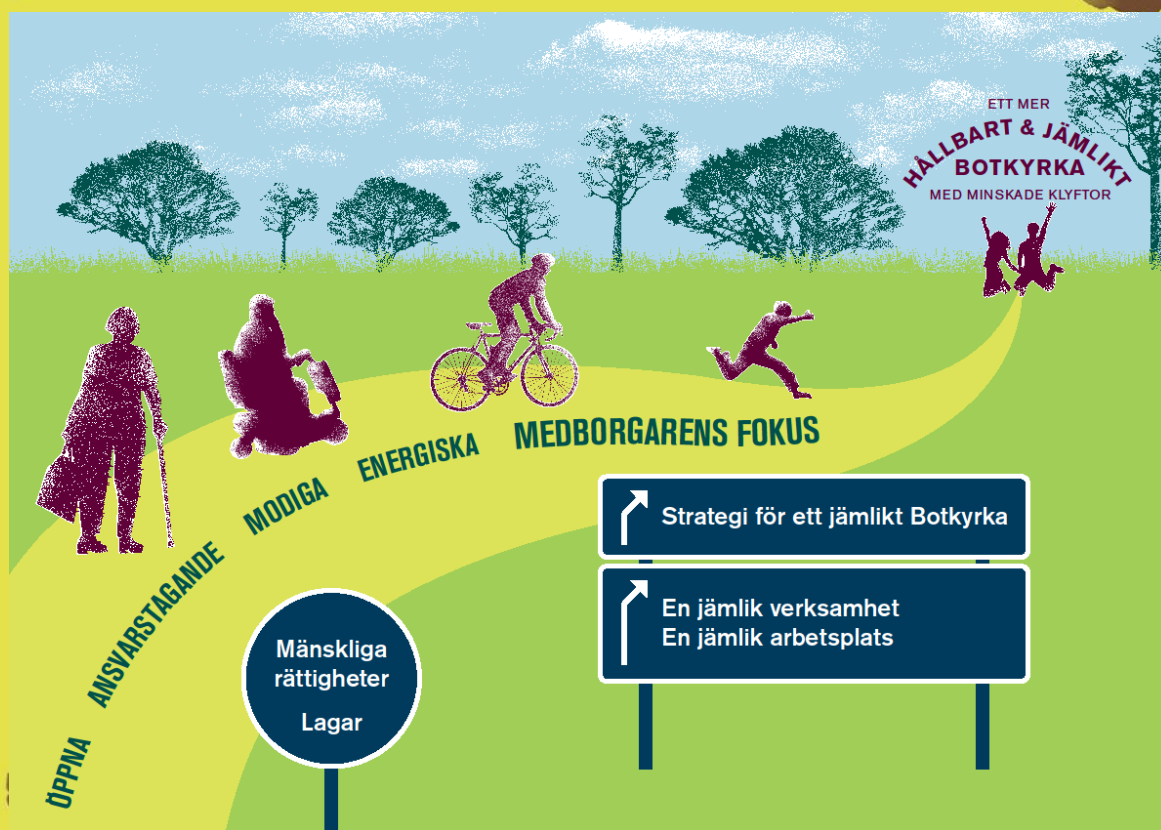 ETT MER
HÅLLBART & JÄMLIKT
BOTKYRKA
MED MINSKADE KLYFTOR
ÖPPNA ANSVARSTAGANDE MODIGA ENERGISKA MEDBORGARENS FOKUS
Strategi för ett jämlikt Botkyrka
En jämlik verksamhet
En jämlik arbetsplats
Mänskliga
rättigheter
Lagar